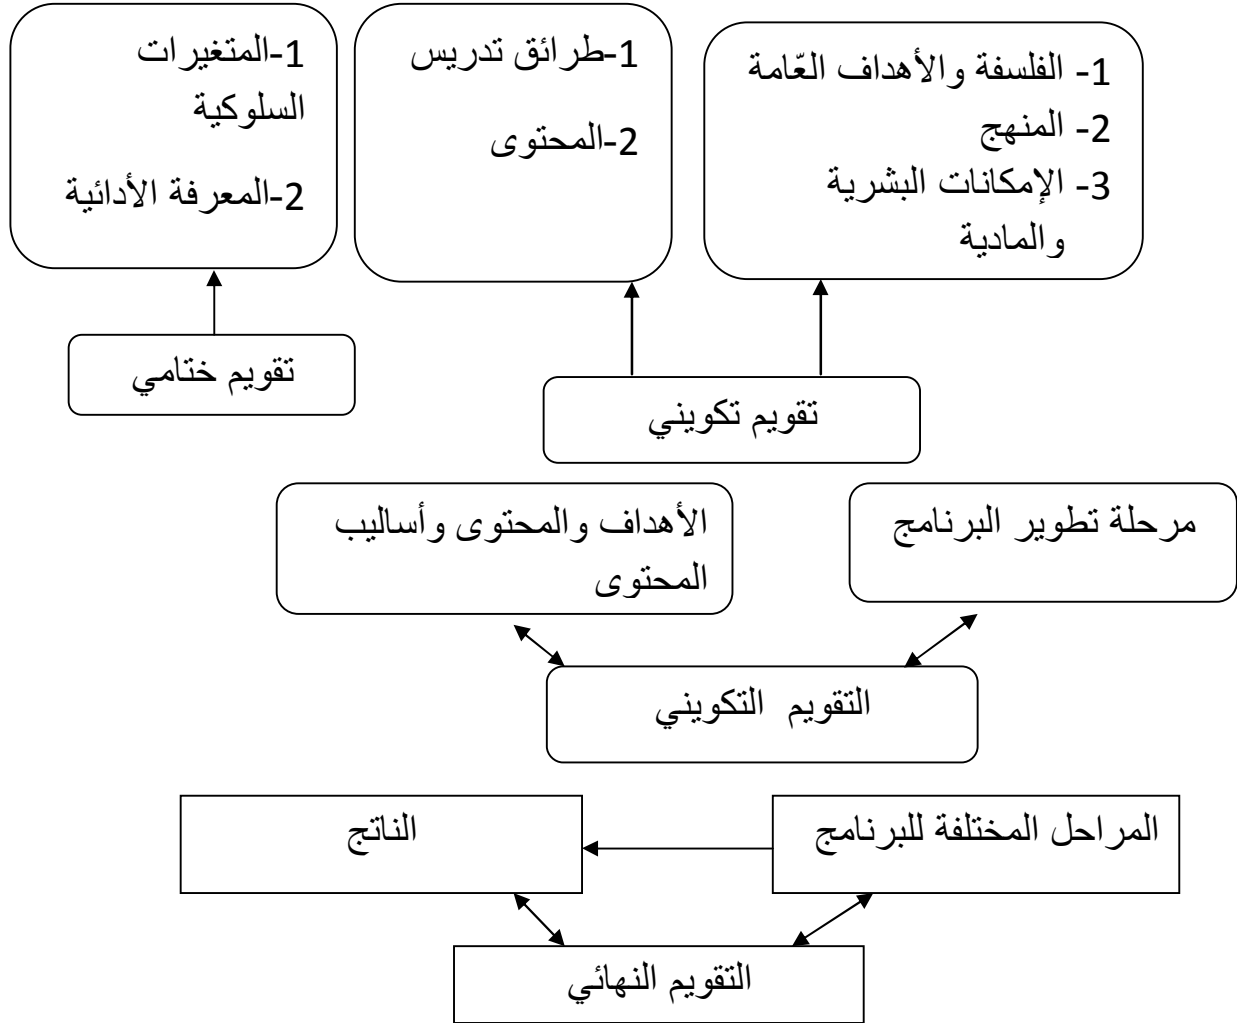 1- الفلسفة والأهداف العّامة
2- المنهج
3- الإمكانات البشرية
والمادية
1-طرائق تدريس
2-المحتوى
1-المتغيرات
السلوكية
2-المعرفة الأدائية
تقويم تكويني
تقويم ختامي
مرحلة تطوير البرنامج
الأهداف والمحتوى وأساليب
المحتوى
التقويم التكويني
المراحل المختلفة للبرنامج
الناتج
التقويم النهائي